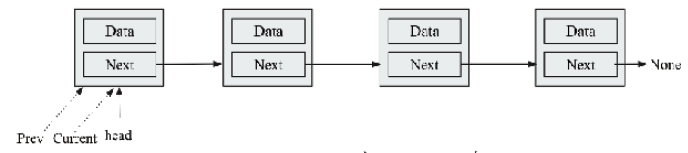 Data Data Data Data
Next Next Next Next None
Prev Current head